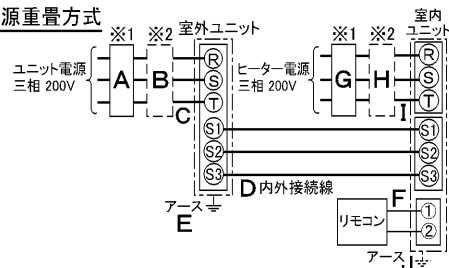 源重畳方式
※1 ※2 室外ユニット
ユニット電源
三相 200V
A B
R
S
T
C
S1
S2
S3
アース
E
※1 ※2 室内
ユニット
ヒーター電源
三相 200V
G H
R
S
T
I
S1
S2
S3
D 内外接続線
F
リモコン
①
②
アース